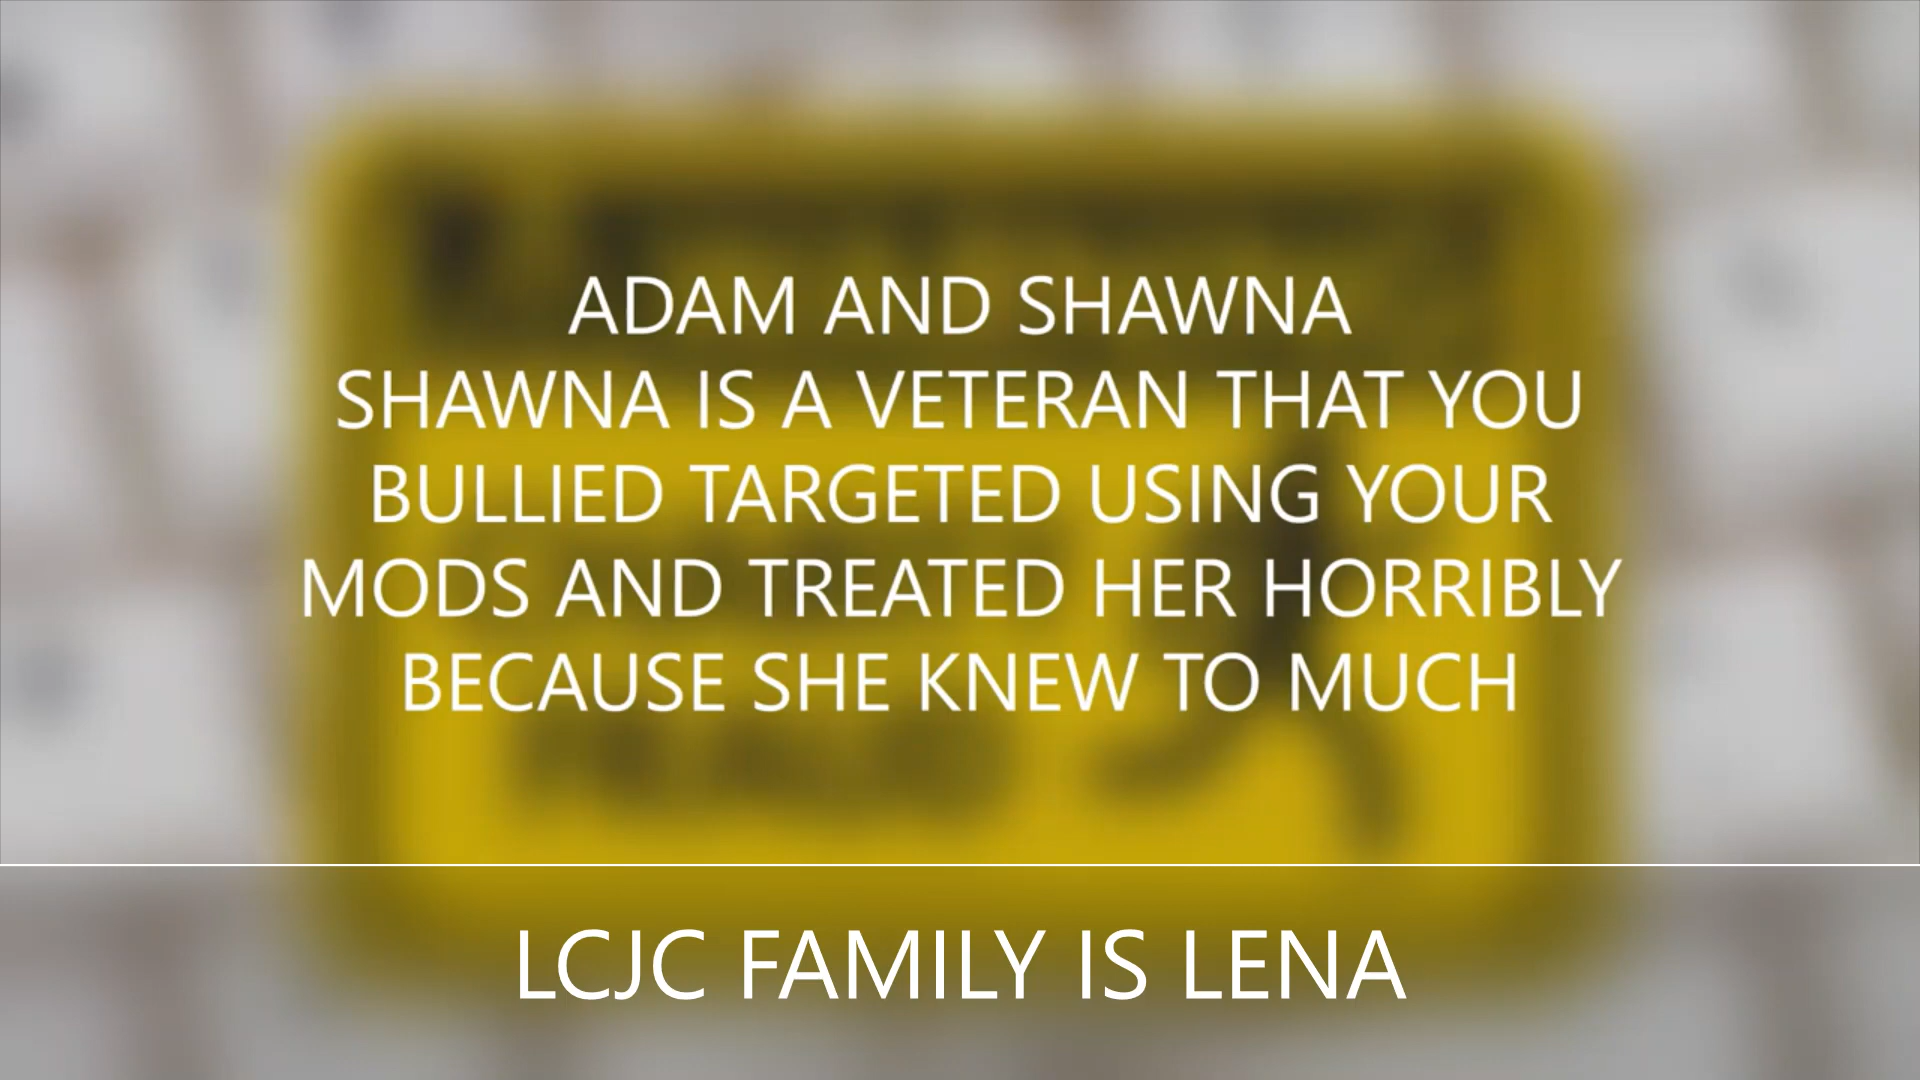 ADAM AND SHAWNA
SHAWNA IS A VETERAN THAT YOU
BULLIED TARGETED USING YOUR
MODS AND TREATED HER HORRIBLY
BECAUSE SHE KNEW TO MUCH
LCJC FAMILY IS LENA